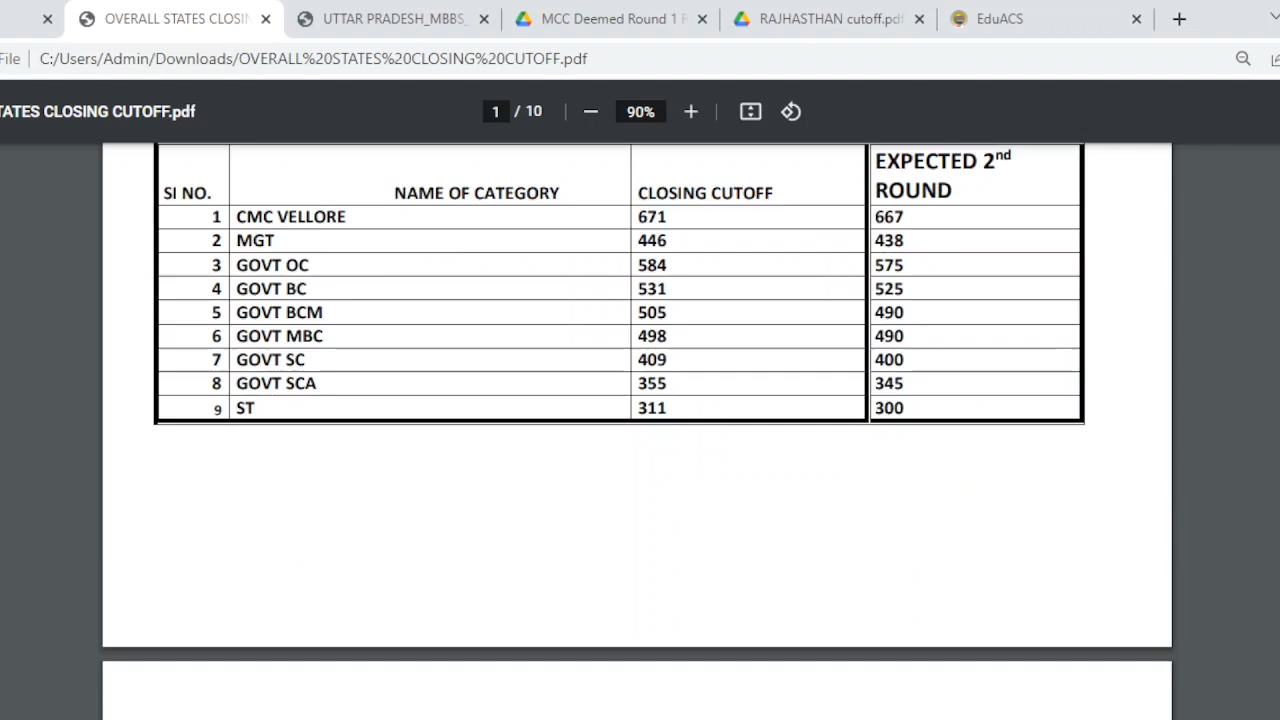 OVERALL STATES CLOSIN
UTTAR PRADESH_MBBS_
MCC Deemed Round 1 R
RAJHASTHAN cutoff.pdf
EduACS
File
C:/Users/Admin/Downloads/OVERALL%20STATES%20CLOSING%20CUTOFF.pdf
TATES CLOSING CUTOFF.pdf
1 / 10
90%
SI NO. NAME OF CATEGORY CLOSING CUTOFF EXPECTED 2nd ROUND
1 CMC VELLORE 671 667
2 MGT 446 438
3 GOVT OC 584 575
4 GOVT BC 531 525
5 GOVT BCM 505 490
6 GOVT MBC 498 490
7 GOVT SC 409 400
8 GOVT SCA 355 345
9 ST 311 300